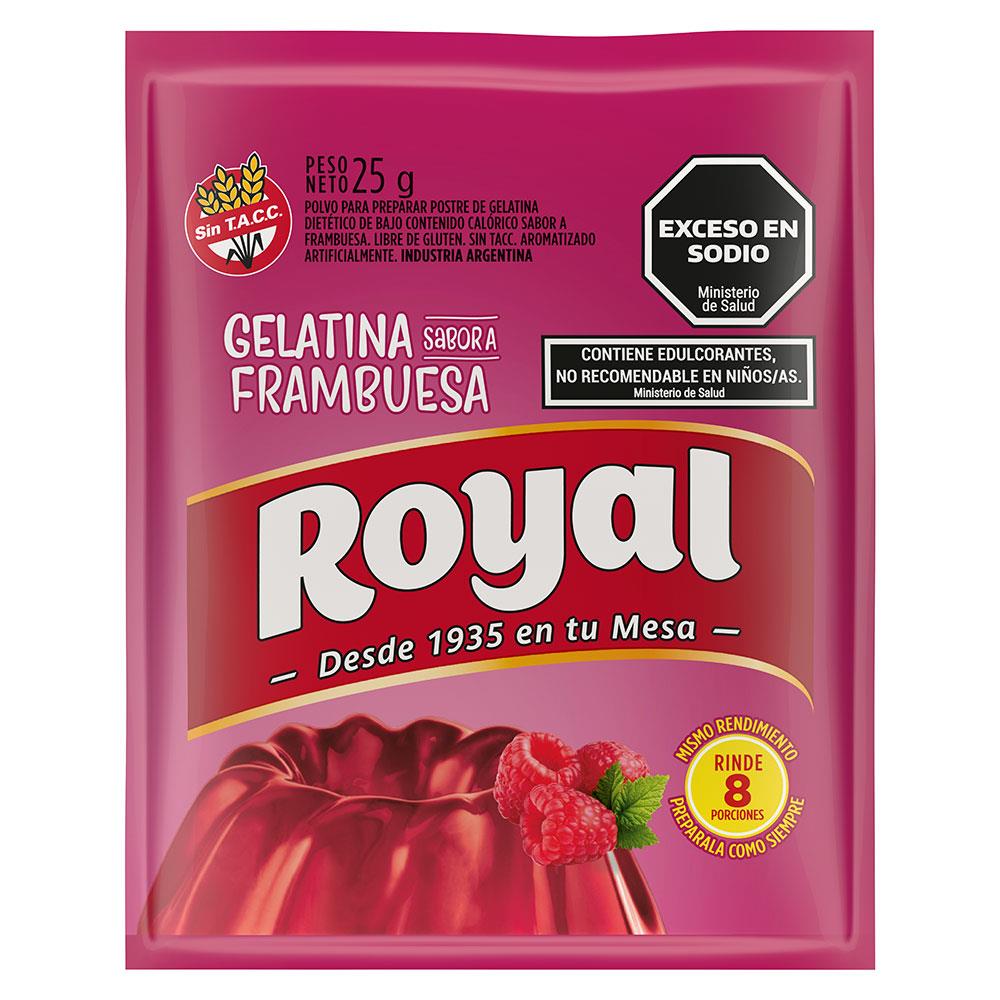 Sin T.A.C.C.
PESO
NETO 25 g
POLVO PARA PREPARAR POSTRE DE GELATINA
DIETÉTICO DE BAJO CONTENIDO CALÓRICO SABOR A
FRAMBUESA. LIBRE DE GLUTEN. SIN TACC. AROMATIZADO
ARTIFICIALMENTE. INDUSTRIA ARGENTINA
EXCESO EN
SODIO
Ministerio
de Salud
CONTIENE EDULCORANTES,
NO RECOMENDABLE EN NIÑOS/AS.
Ministerio de Salud
GELATINA SABOR A
FRAMBUESA
Royal
— Desde 1935 en tu Mesa —
MISMO RENDIMIENTO
RINDE
8
PORCIONES
PREPARALA COMO SIEMPRE